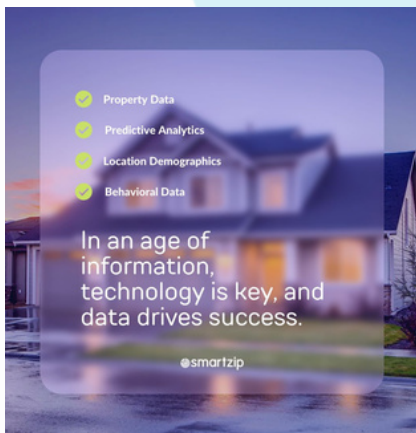 Property Data
Predictive Analytics
Location Demographics
Behavioral Data
In an age of
information,
technology is key, and
data drives success.
@smartzip